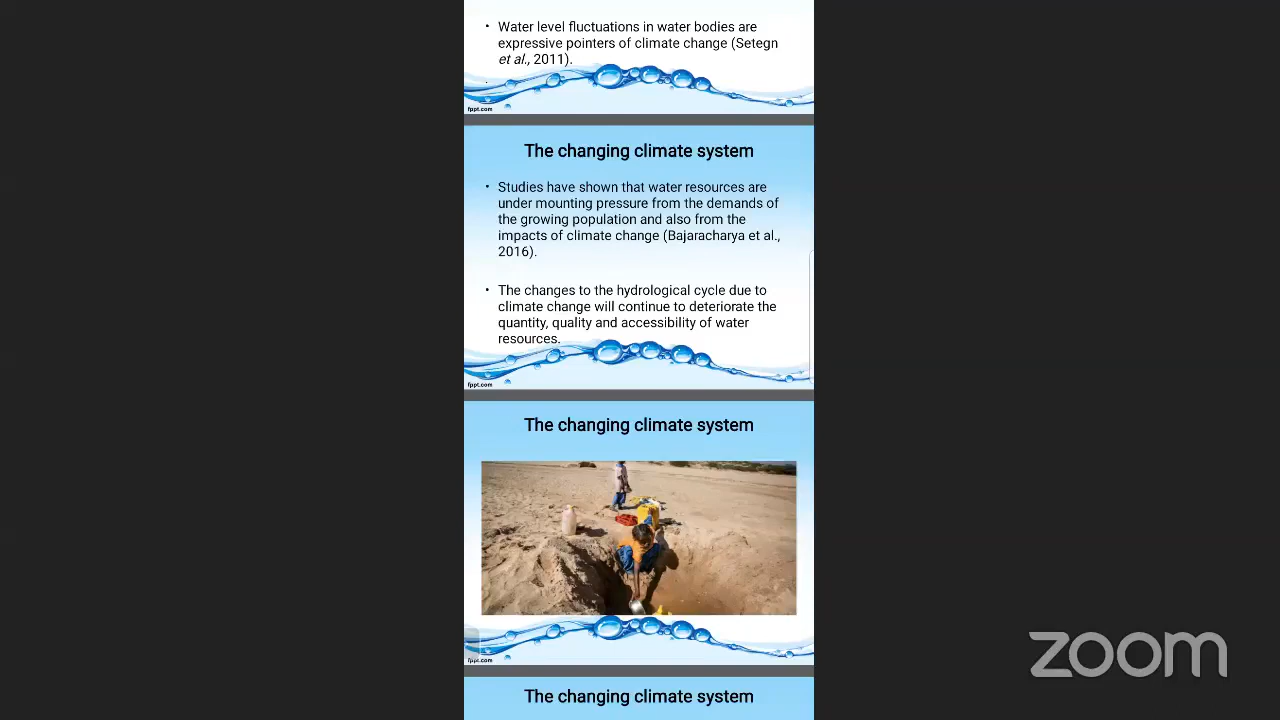 • Water level fluctuations in water bodies are
expressive pointers of climate change (Setegn
et al., 2011).
.
fppt.com
The changing climate system
• Studies have shown that water resources are
under mounting pressure from the demands of
the growing population and also from the
impacts of climate change (Bajaracharya et al.,
2016).
• The changes to the hydrological cycle due to
climate change will continue to deteriorate the
quantity, quality and accessibility of water
resources.
fppt.com
The changing climate system
fppt.com
zoom
The changing climate system